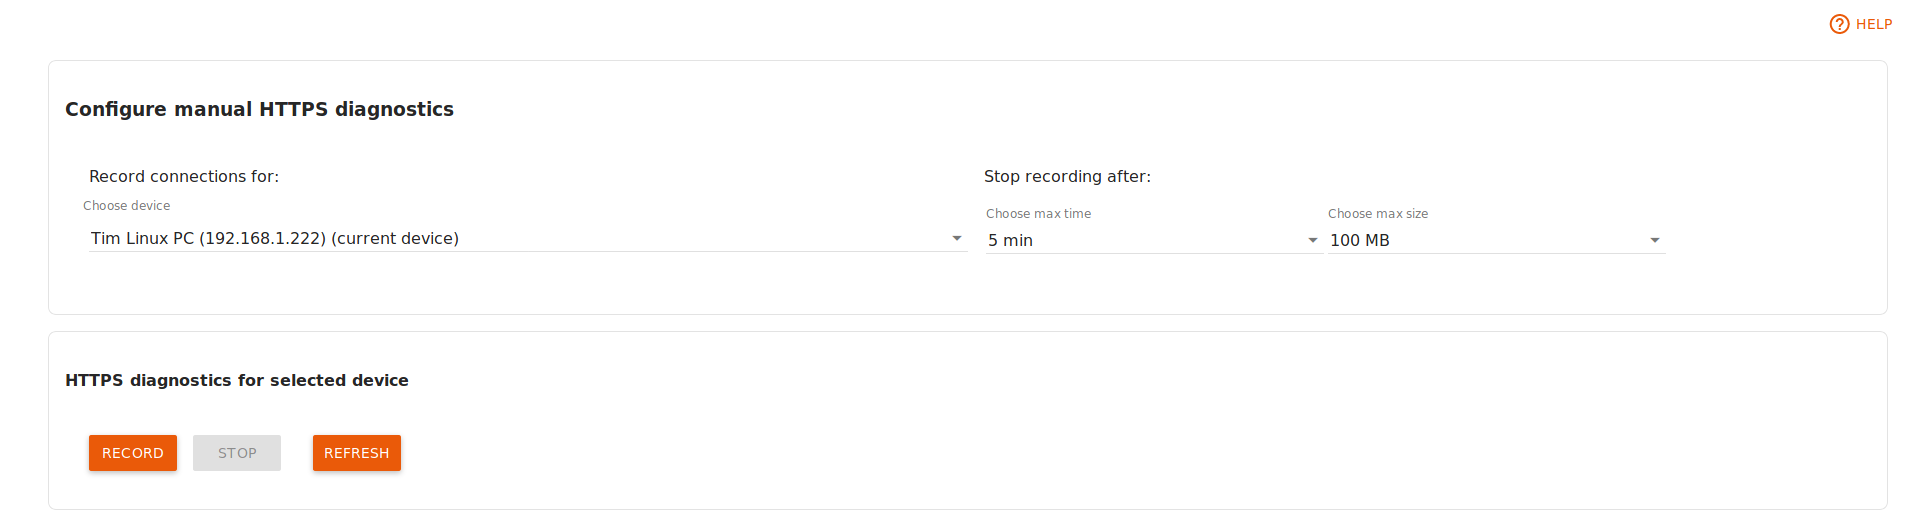 HELP
Configure manual HTTPS diagnostics
Record connections for:
Choose device
Tim Linux PC (192.168.1.222) (current device)
Stop recording after:
Choose max time
5 min
Choose max size
100 MB
HTTPS diagnostics for selected device
RECORD
STOP
REFRESH